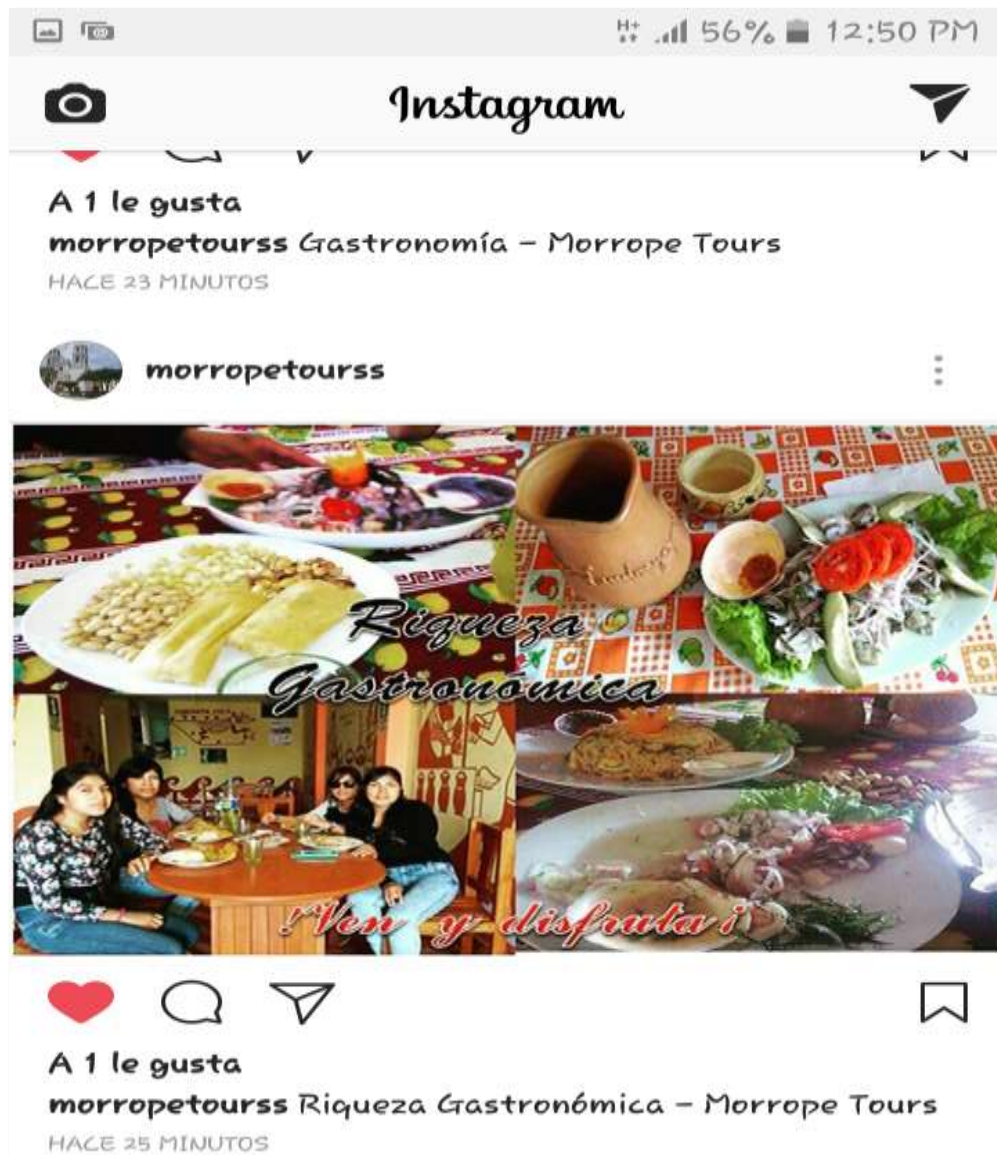 H+ 56% 12:50 PM
Instagram
A 1 le gusta
morropetourss Gastronomía – Morrope Tours
HACE 23 MINUTOS
morropetourss
Riqueza
Gastronómica
!Ven y disfruta¡
A 1 le gusta
morropetourss Riqueza Gastronómica – Morrope Tours
HACE 25 MINUTOS